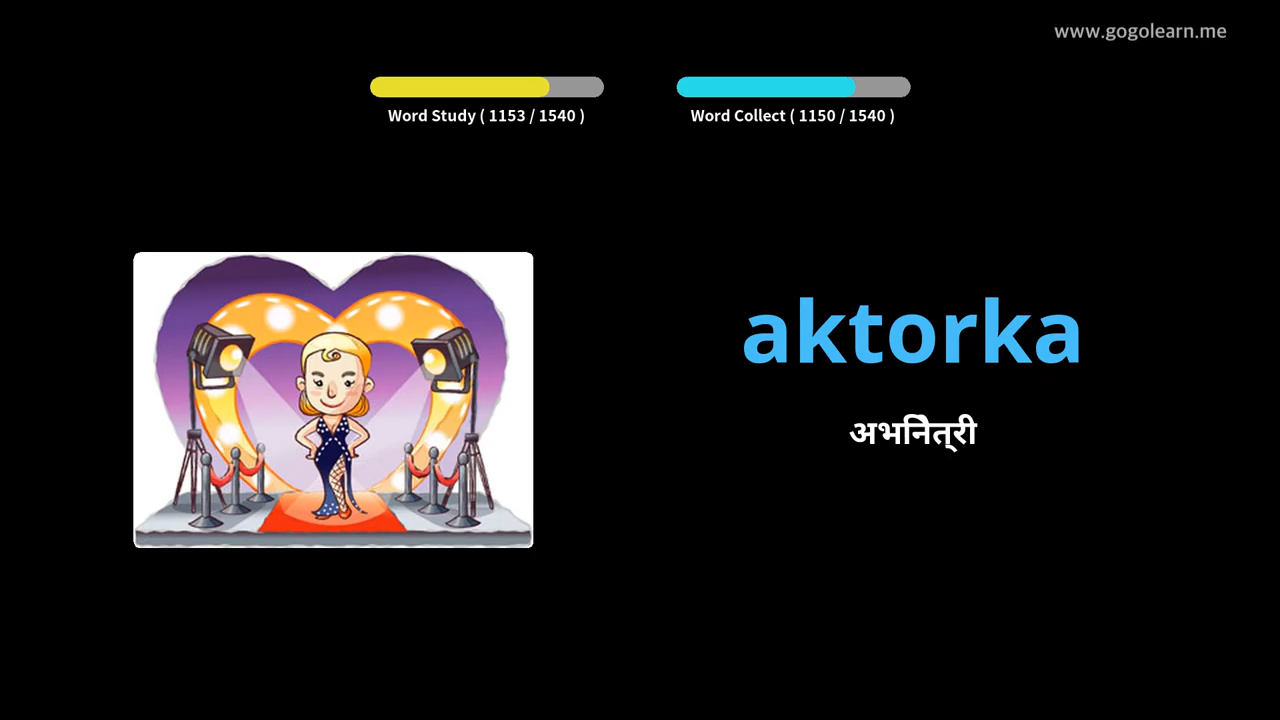 www.gogolearn.me
Word Study ( 1153 / 1540 )
Word Collect ( 1150 / 1540 )
aktorka
अभिनेत्री